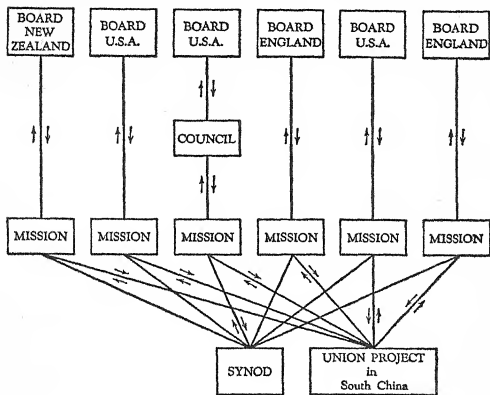 BOARD
NEW
ZEALAND
BOARD
U.S.A.
BOARD
U.S.A.
BOARD
ENGLAND
BOARD
U.S.A.
BOARD
ENGLAND
COUNCIL
MISSION
MISSION
MISSION
MISSION
MISSION
MISSION
SYNOD
UNION PROJECT
in
South China